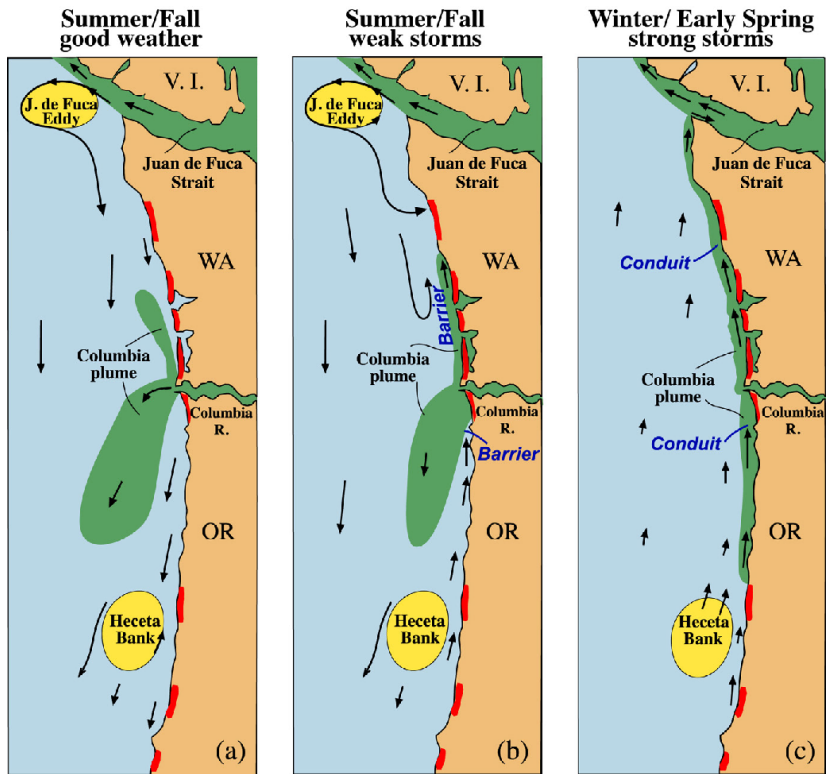 Summer/Fall
good weather
V. I.
J. de Fuca
Eddy
Juan de Fuca
Strait
WA
Columbia
plume
Columbia
R.
OR
Heceta
Bank
(a)
Summer/Fall
weak storms
V. I.
J. de Fuca
Eddy
Juan de Fuca
Strait
WA
Barrier
Columbia
plume
Columbia
R.
Barrier
OR
Heceta
Bank
(b)
Winter/ Early Spring
strong storms
V. I.
Juan de Fuca
Strait
Conduit
WA
Columbia
plume
Columbia
R.
Conduit
OR
Heceta
Bank
(c)